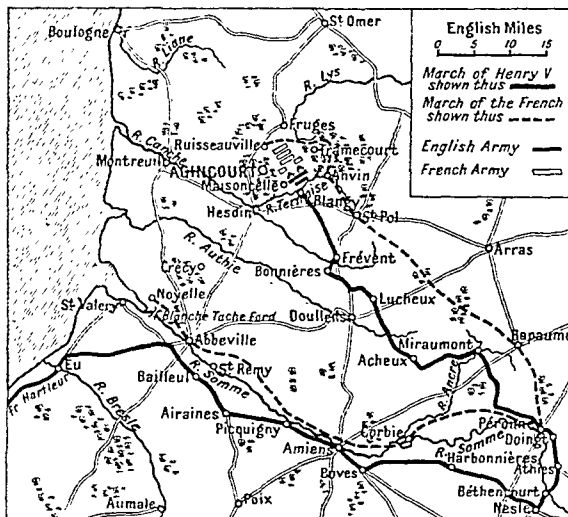 English Miles
0 5 10 15
March of Henry V
shown thus
March of the French
shown thus
English Army
French Army
Boulogne
St Omer
R. Liane
R. Lys
Fruges
Ruisseauville
Tramecourt
R. Canche
Montreuil
AGINCOURT
Maisoncelle
Anvin
R. Ternoise
Blangy
Hesdin
St Pol
R. Authie
Frévent
Arras
Crécy
Bonnières
Noyelle
Lucheux
St Valery
Blanche Tache Ford
Doullens
Miraumont
Bapaume
Abbeville
Acheux
Eu
St Remy
R. Somme
Bailleul
R. Ancre
Fr Harfleur
R. Bresle
Airaines
Corbie
Péronne
Picquigny
R. Somme
Doingt
Amiens
Harbonnières
Athies
Boves
Béthencourt
Poix
Aumale
Nesle